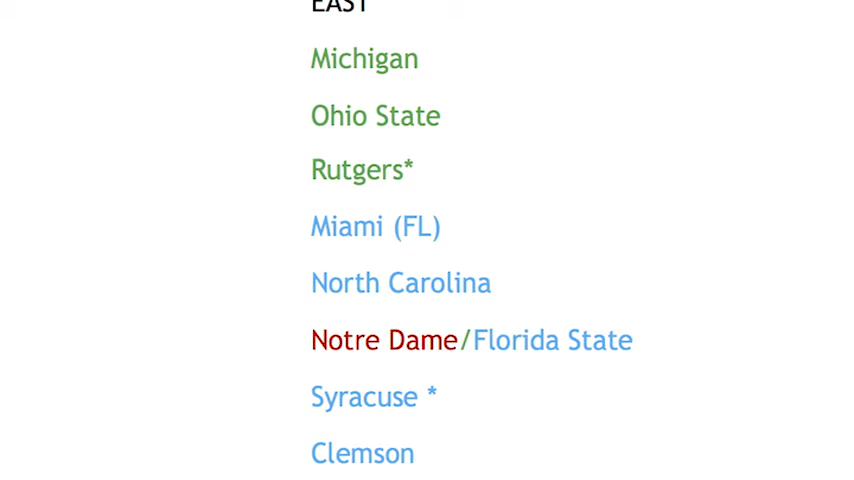 EAST
Michigan
Ohio State
Rutgers*
Miami (FL)
North Carolina
Notre Dame/Florida State
Syracuse *
Clemson